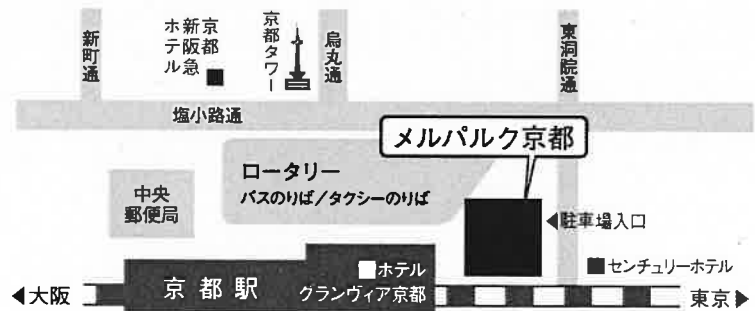 新町通
京都
新阪急
ホテル
京都タワー
烏丸通
東洞院通
塩小路通
メルパルク京都
ロータリー
バスのりば/タクシーのりば
中央
郵便局
◀駐車場入口
ホテル
グランヴィア京都
京都駅
センチュリーホテル
◀大阪
東京▶